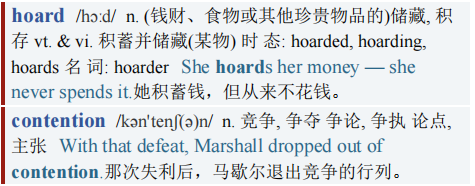 hoard /hɔːd/ n. (钱财、食物或其他珍贵物品的)储藏, 积
存 vt. & vi. 积蓄并储藏(某物) 时 态: hoarded, hoarding,
hoards 名 词: hoarder She hoards her money — she
never spends it.她积蓄钱，但从来不花钱。
contention /kən'tenʃ(ə)n/ n. 竞争, 争夺 争论, 争执 论点,
主张 With that defeat, Marshall dropped out of
contention.那次失利后，马歇尔退出竞争的行列。